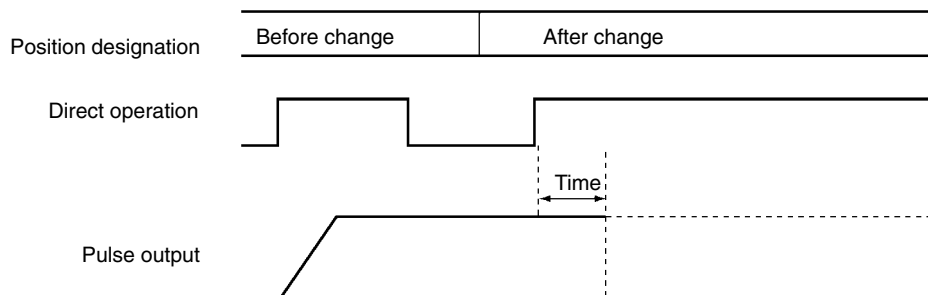 Position designation
Before change
After change
Direct operation
Time
Pulse output